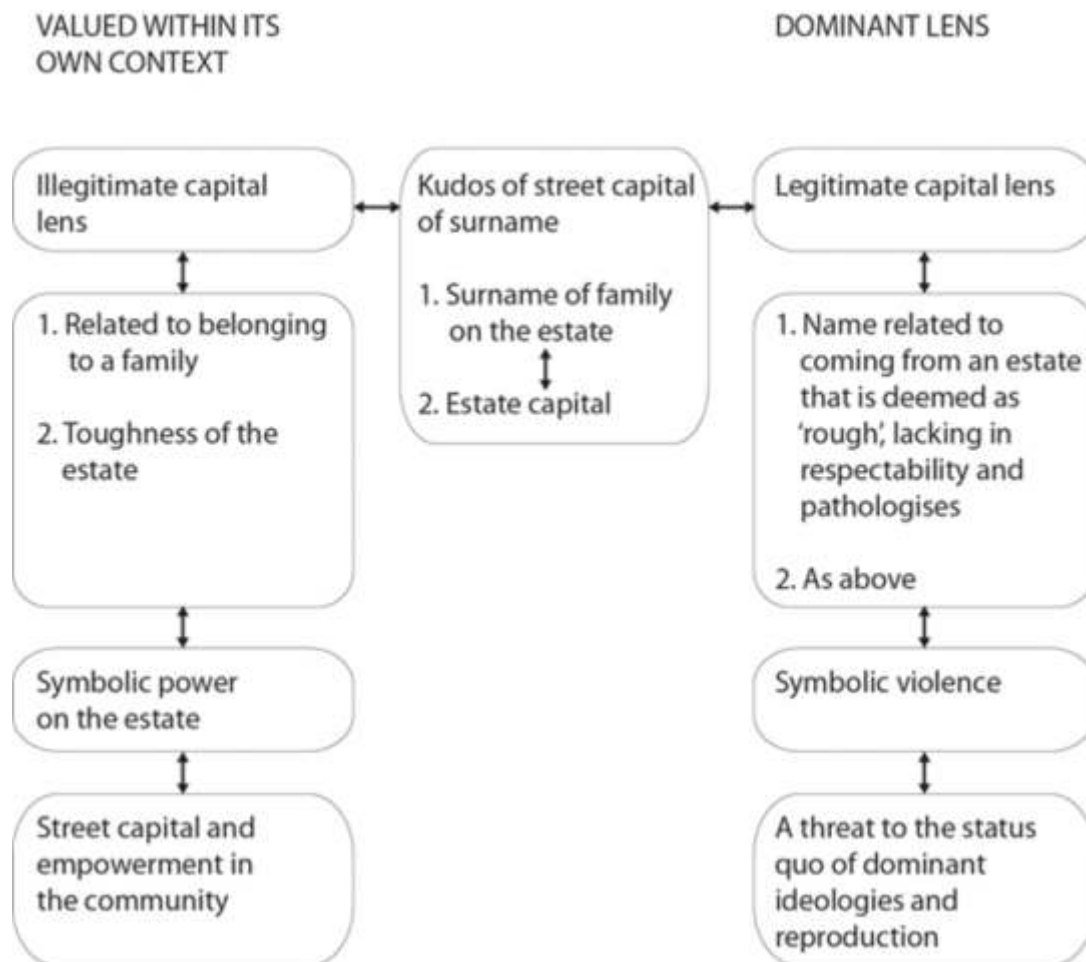 VALUED WITHIN ITS
OWN CONTEXT
DOMINANT LENS
Illegitimate capital
lens
Kudos of street capital
of surname
1. Surname of family
on the estate
2. Estate capital
Legitimate capital lens
1. Related to belonging
to a family
2. Toughness of the
estate
1. Name related to
coming from an estate
that is deemed as
‘rough’, lacking in
respectability and
pathologises
2. As above
Symbolic power
on the estate
Symbolic violence
Street capital and
empowerment in
the community
A threat to the status
quo of dominant
ideologies and
reproduction